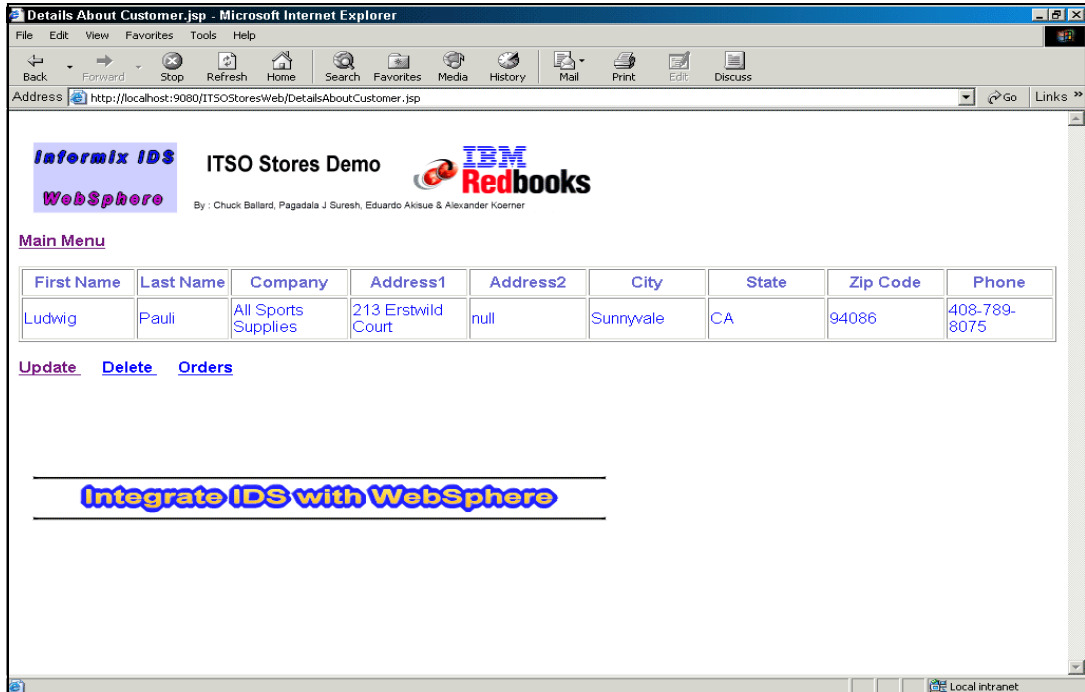 Details About Customer.jsp - Microsoft Internet Explorer
File Edit View Favorites Tools Help
Back Forward Stop Refresh Home Search Favorites Media History Mail Print Edit Discuss
Address http://localhost:9080/ITSOStoresWeb/DetailsAboutCustomer.jsp Go Links »
Informix IDS
WebSphere
ITSO Stores Demo
IBM
Redbooks
By : Chuck Ballard, Pagadala J Suresh, Eduardo Akisue & Alexander Koerner
Main Menu
First Name Last Name Company Address1 Address2 City State Zip Code Phone
Ludwig Pauli All Sports Supplies 213 Erstwild Court null Sunnyvale CA 94086 408-789-8075
Update Delete Orders
Integrate IDS with WebSphere
Local intranet